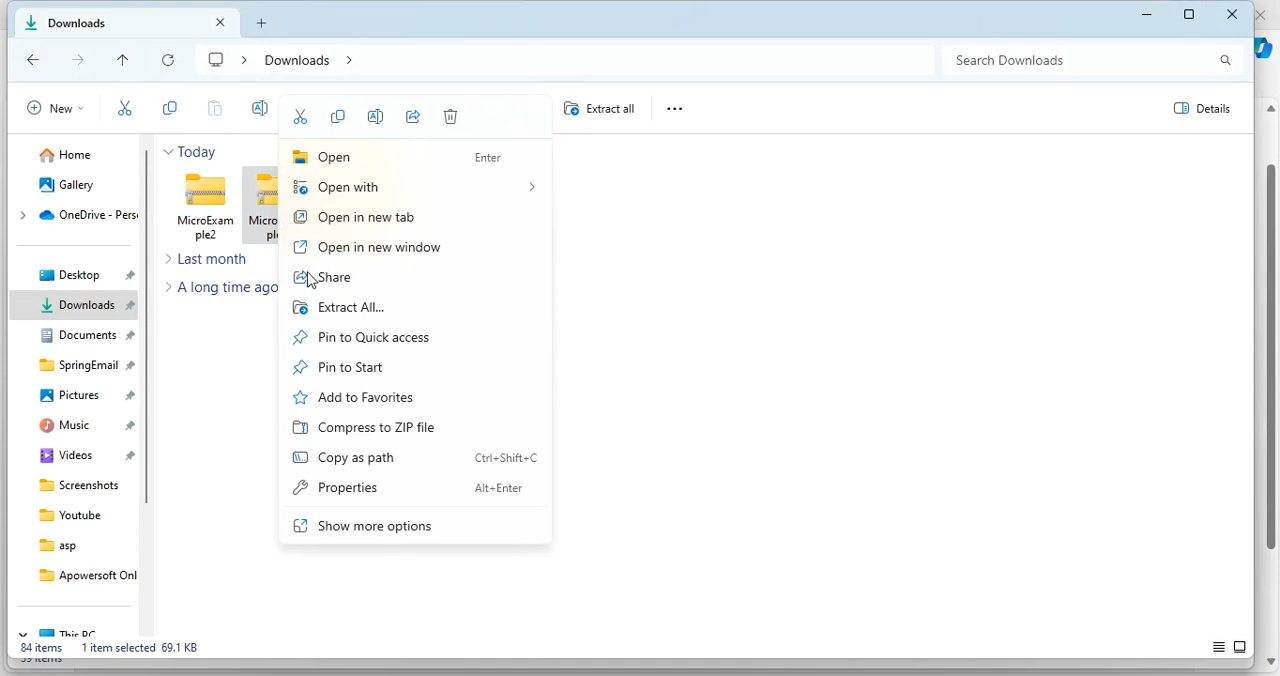 Downloads
Downloads
Search Downloads
New
Extract all
Details
Home
Gallery
OneDrive - Pers
Desktop
Downloads
Documents
SpringEmail
Pictures
Music
Videos
Screenshots
Youtube
asp
Apowersoft Onl
This PC
Today
MicroExam
ple2
Micro
ple
Last month
A long time ago
Open Enter
Open with
Open in new tab
Open in new window
Share
Extract All...
Pin to Quick access
Pin to Start
Add to Favorites
Compress to ZIP file
Copy as path Ctrl+Shift+C
Properties Alt+Enter
Show more options
84 items 1 item selected 69.1 KB